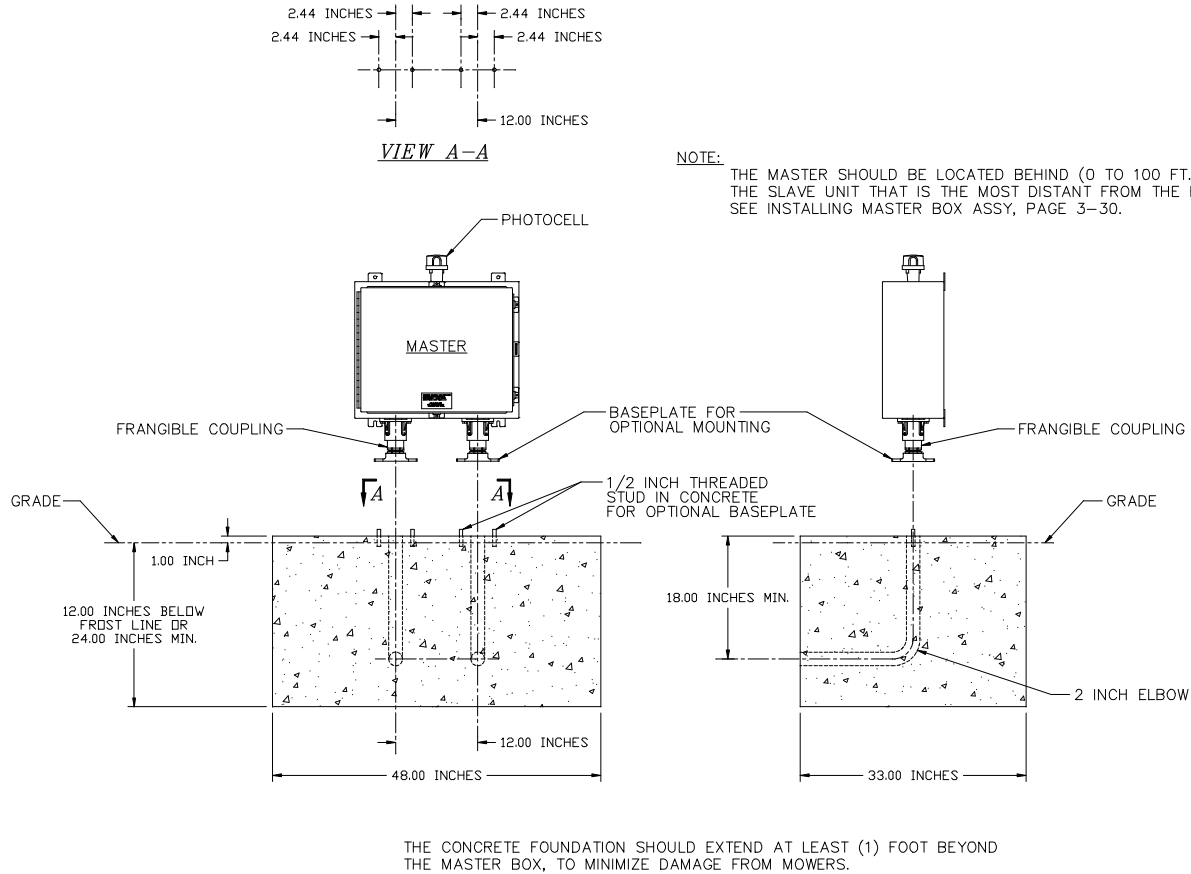 2.44 INCHES
2.44 INCHES
2.44 INCHES
2.44 INCHES
12.00 INCHES
VIEW A-A
NOTE:
THE MASTER SHOULD BE LOCATED BEHIND (0 TO 100 FT.
THE SLAVE UNIT THAT IS THE MOST DISTANT FROM THE
SEE INSTALLING MASTER BOX ASSY, PAGE 3-30.
PHOTOCELL
MASTER
FRANGIBLE COUPLING
BASEPLATE FOR
OPTIONAL MOUNTING
FRANGIBLE COUPLING
A
A
1/2 INCH THREADED
STUD IN CONCRETE
FOR OPTIONAL BASEPLATE
GRADE
GRADE
1.00 INCH
12.00 INCHES BELOW
FROST LINE OR
24.00 INCHES MIN.
18.00 INCHES MIN.
2 INCH ELBOW
12.00 INCHES
48.00 INCHES
33.00 INCHES
THE CONCRETE FOUNDATION SHOULD EXTEND AT LEAST (1) FOOT BEYOND
THE MASTER BOX, TO MINIMIZE DAMAGE FROM MOWERS.